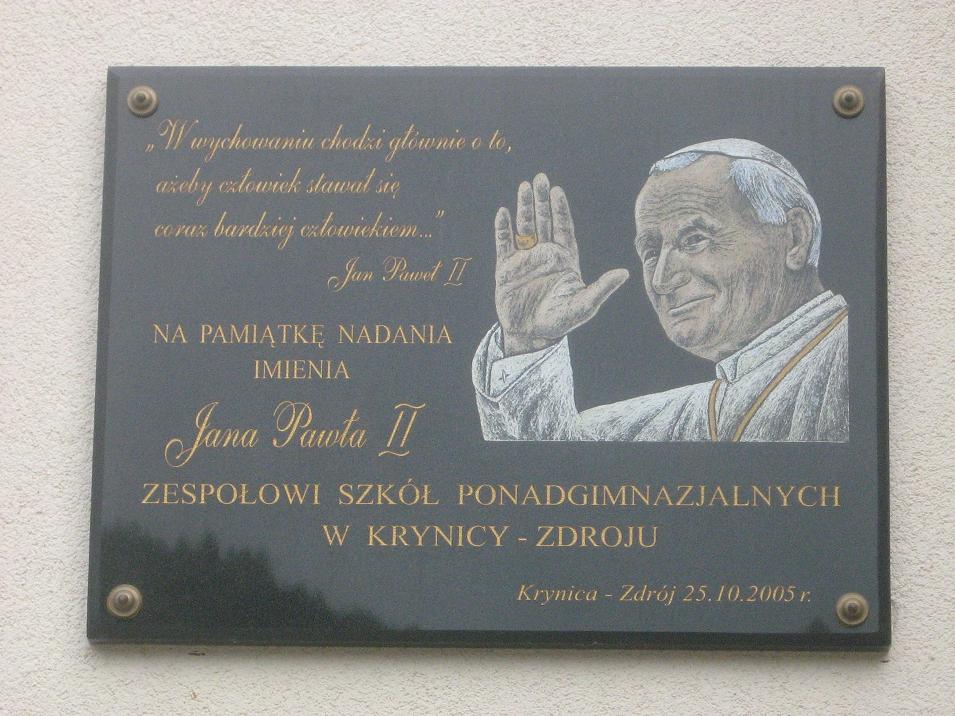 „W wychowaniu chodzi głównie o to,
ażeby człowiek stawał się
coraz bardziej człowiekiem...”
Jan Paweł II
NA PAMIĄTKĘ NADANIA
IMIENIA
Jana Pawła II
ZESPOŁOWI SZKÓŁ PONADGIMNAZJALNYCH
W KRYNICY - ZDROJU
Krynica - Zdrój 25.10.2005 r.